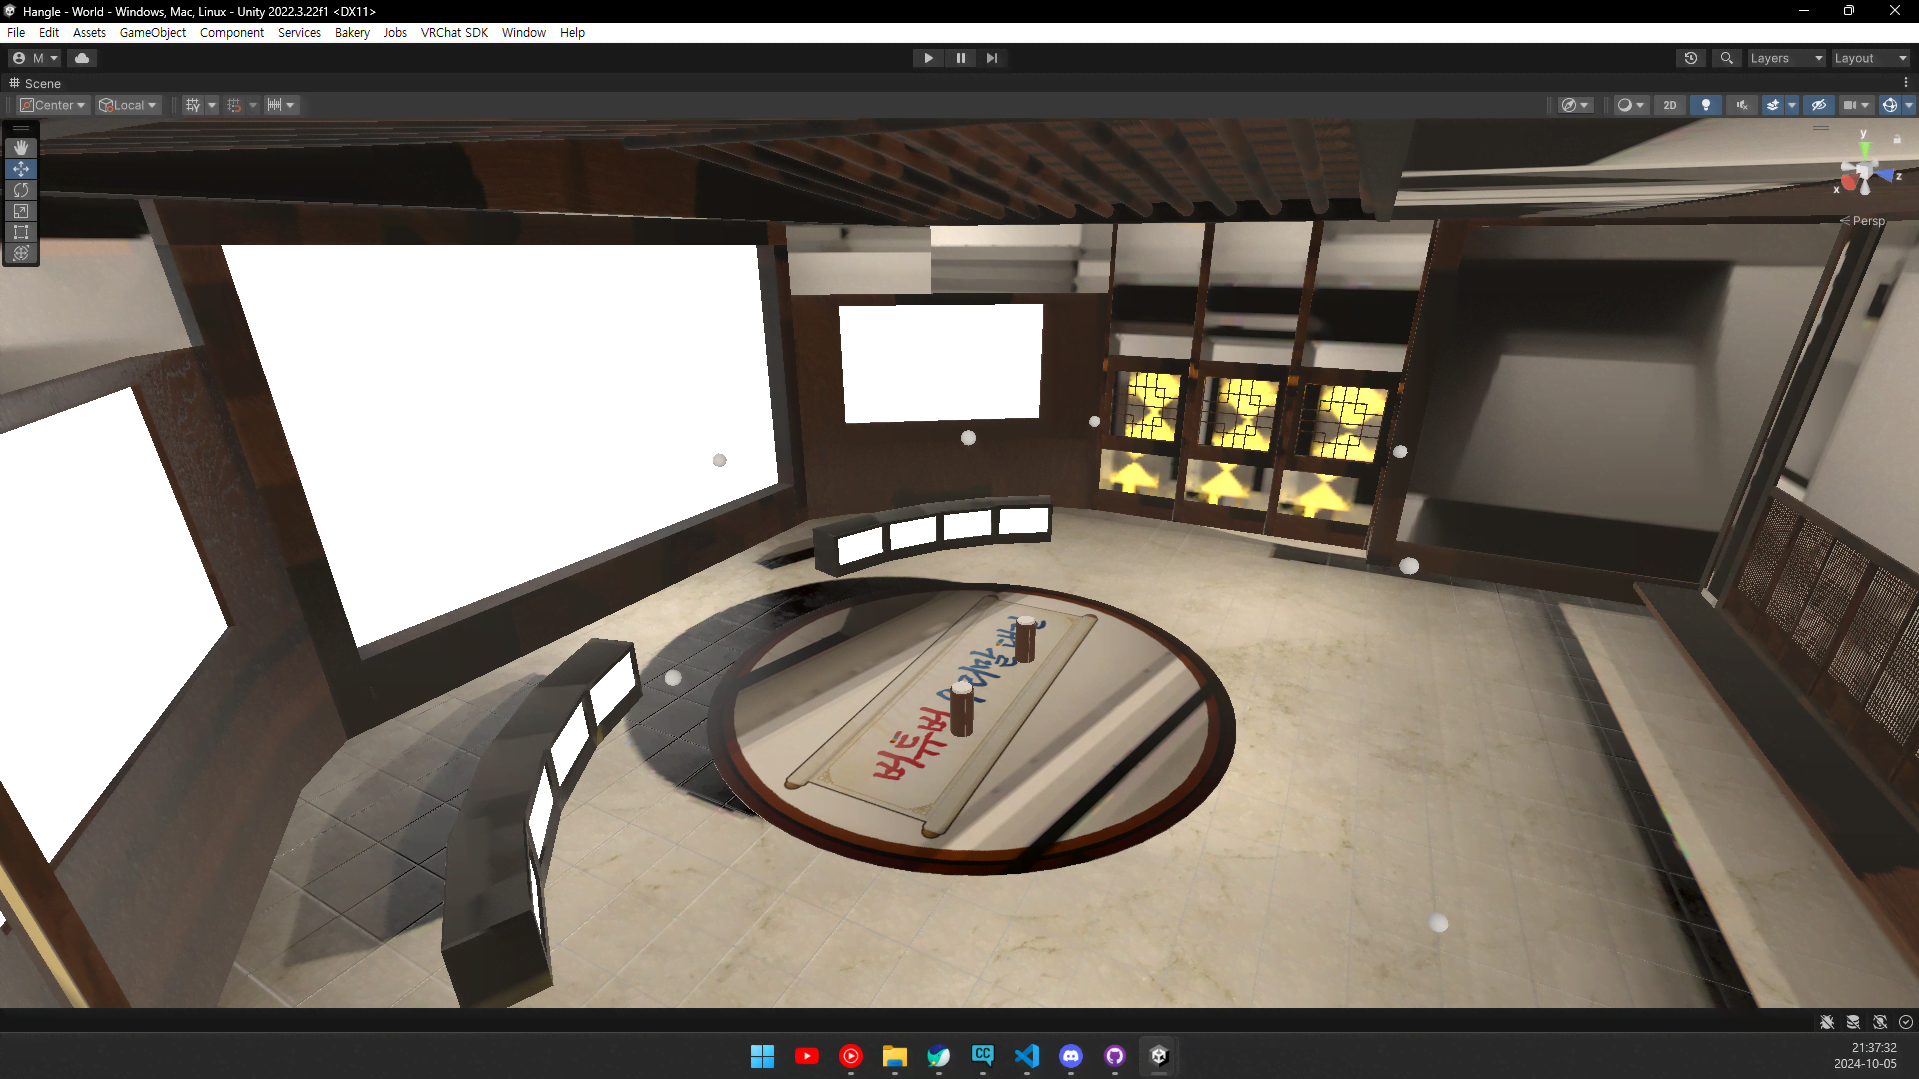 Hangle - World - Windows, Mac, Linux - Unity 2022.3.22f1 <DX11>
File Edit Assets GameObject Component Services Bakery Jobs VRChat SDK Window Help
M Layers Layout
Scene
Center Local 2D
y
x z
Persp
CC
21:37:32
2024-10-05